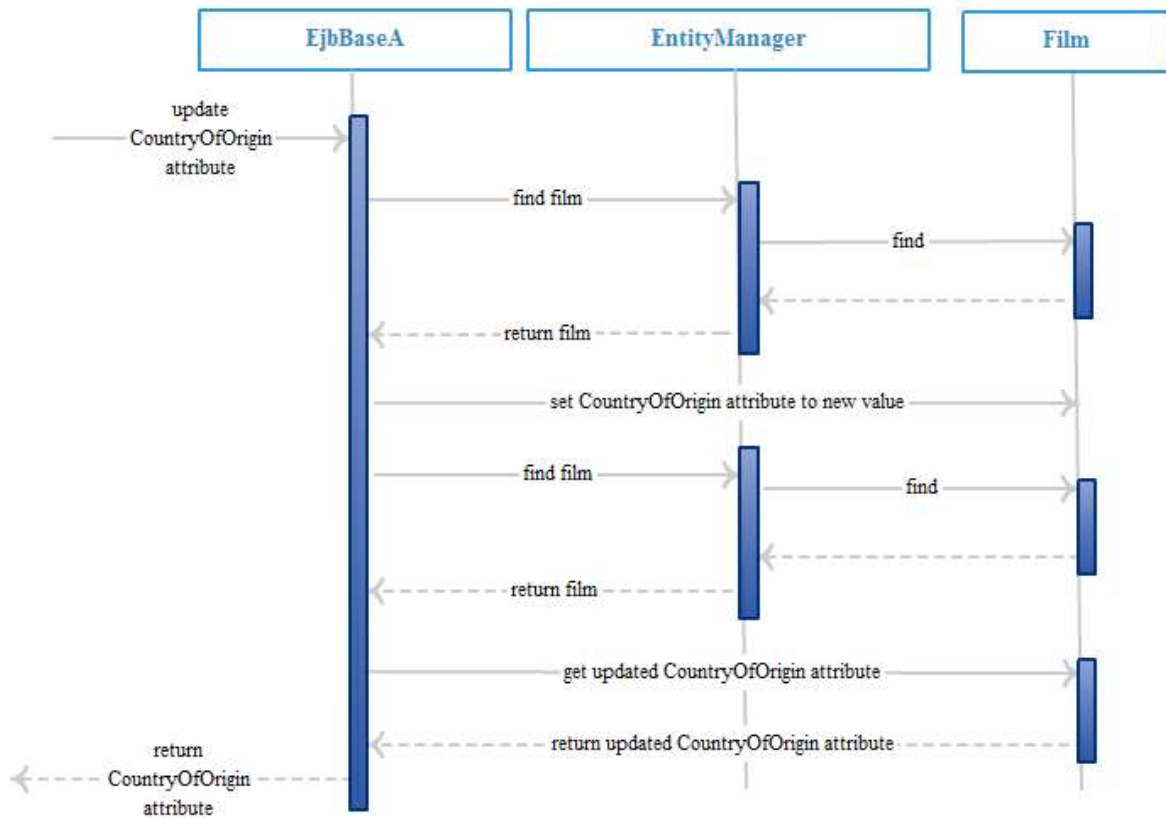 EjbBaseA
EntityManager
Film
update
CountryOfOrigin
attribute
find film
find
return film
set CountryOfOrigin attribute to new value
find film
find
return film
get updated CountryOfOrigin attribute
return updated CountryOfOrigin attribute
return
CountryOfOrigin
attribute